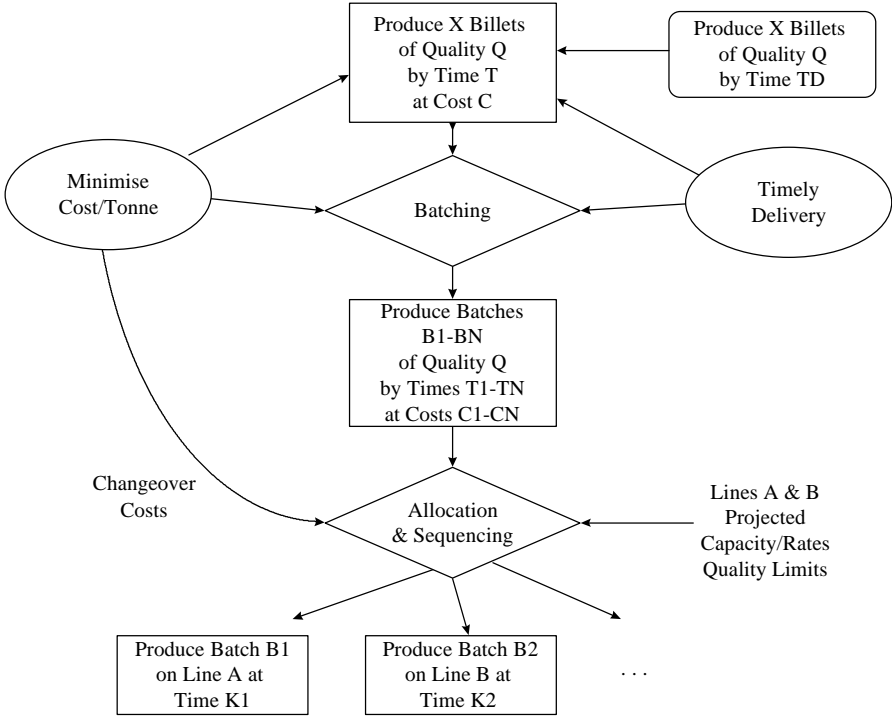 Produce X Billets
of Quality Q
by Time T
at Cost C
Produce X Billets
of Quality Q
by Time TD
Minimise
Cost/Tonne
Batching
Timely
Delivery
Produce Batches
B1-BN
of Quality Q
by Times T1-TN
at Costs C1-CN
Changeover
Costs
Allocation
& Sequencing
Lines A & B
Projected
Capacity/Rates
Quality Limits
Produce Batch B1
on Line A at
Time K1
Produce Batch B2
on Line B at
Time K2
. . .